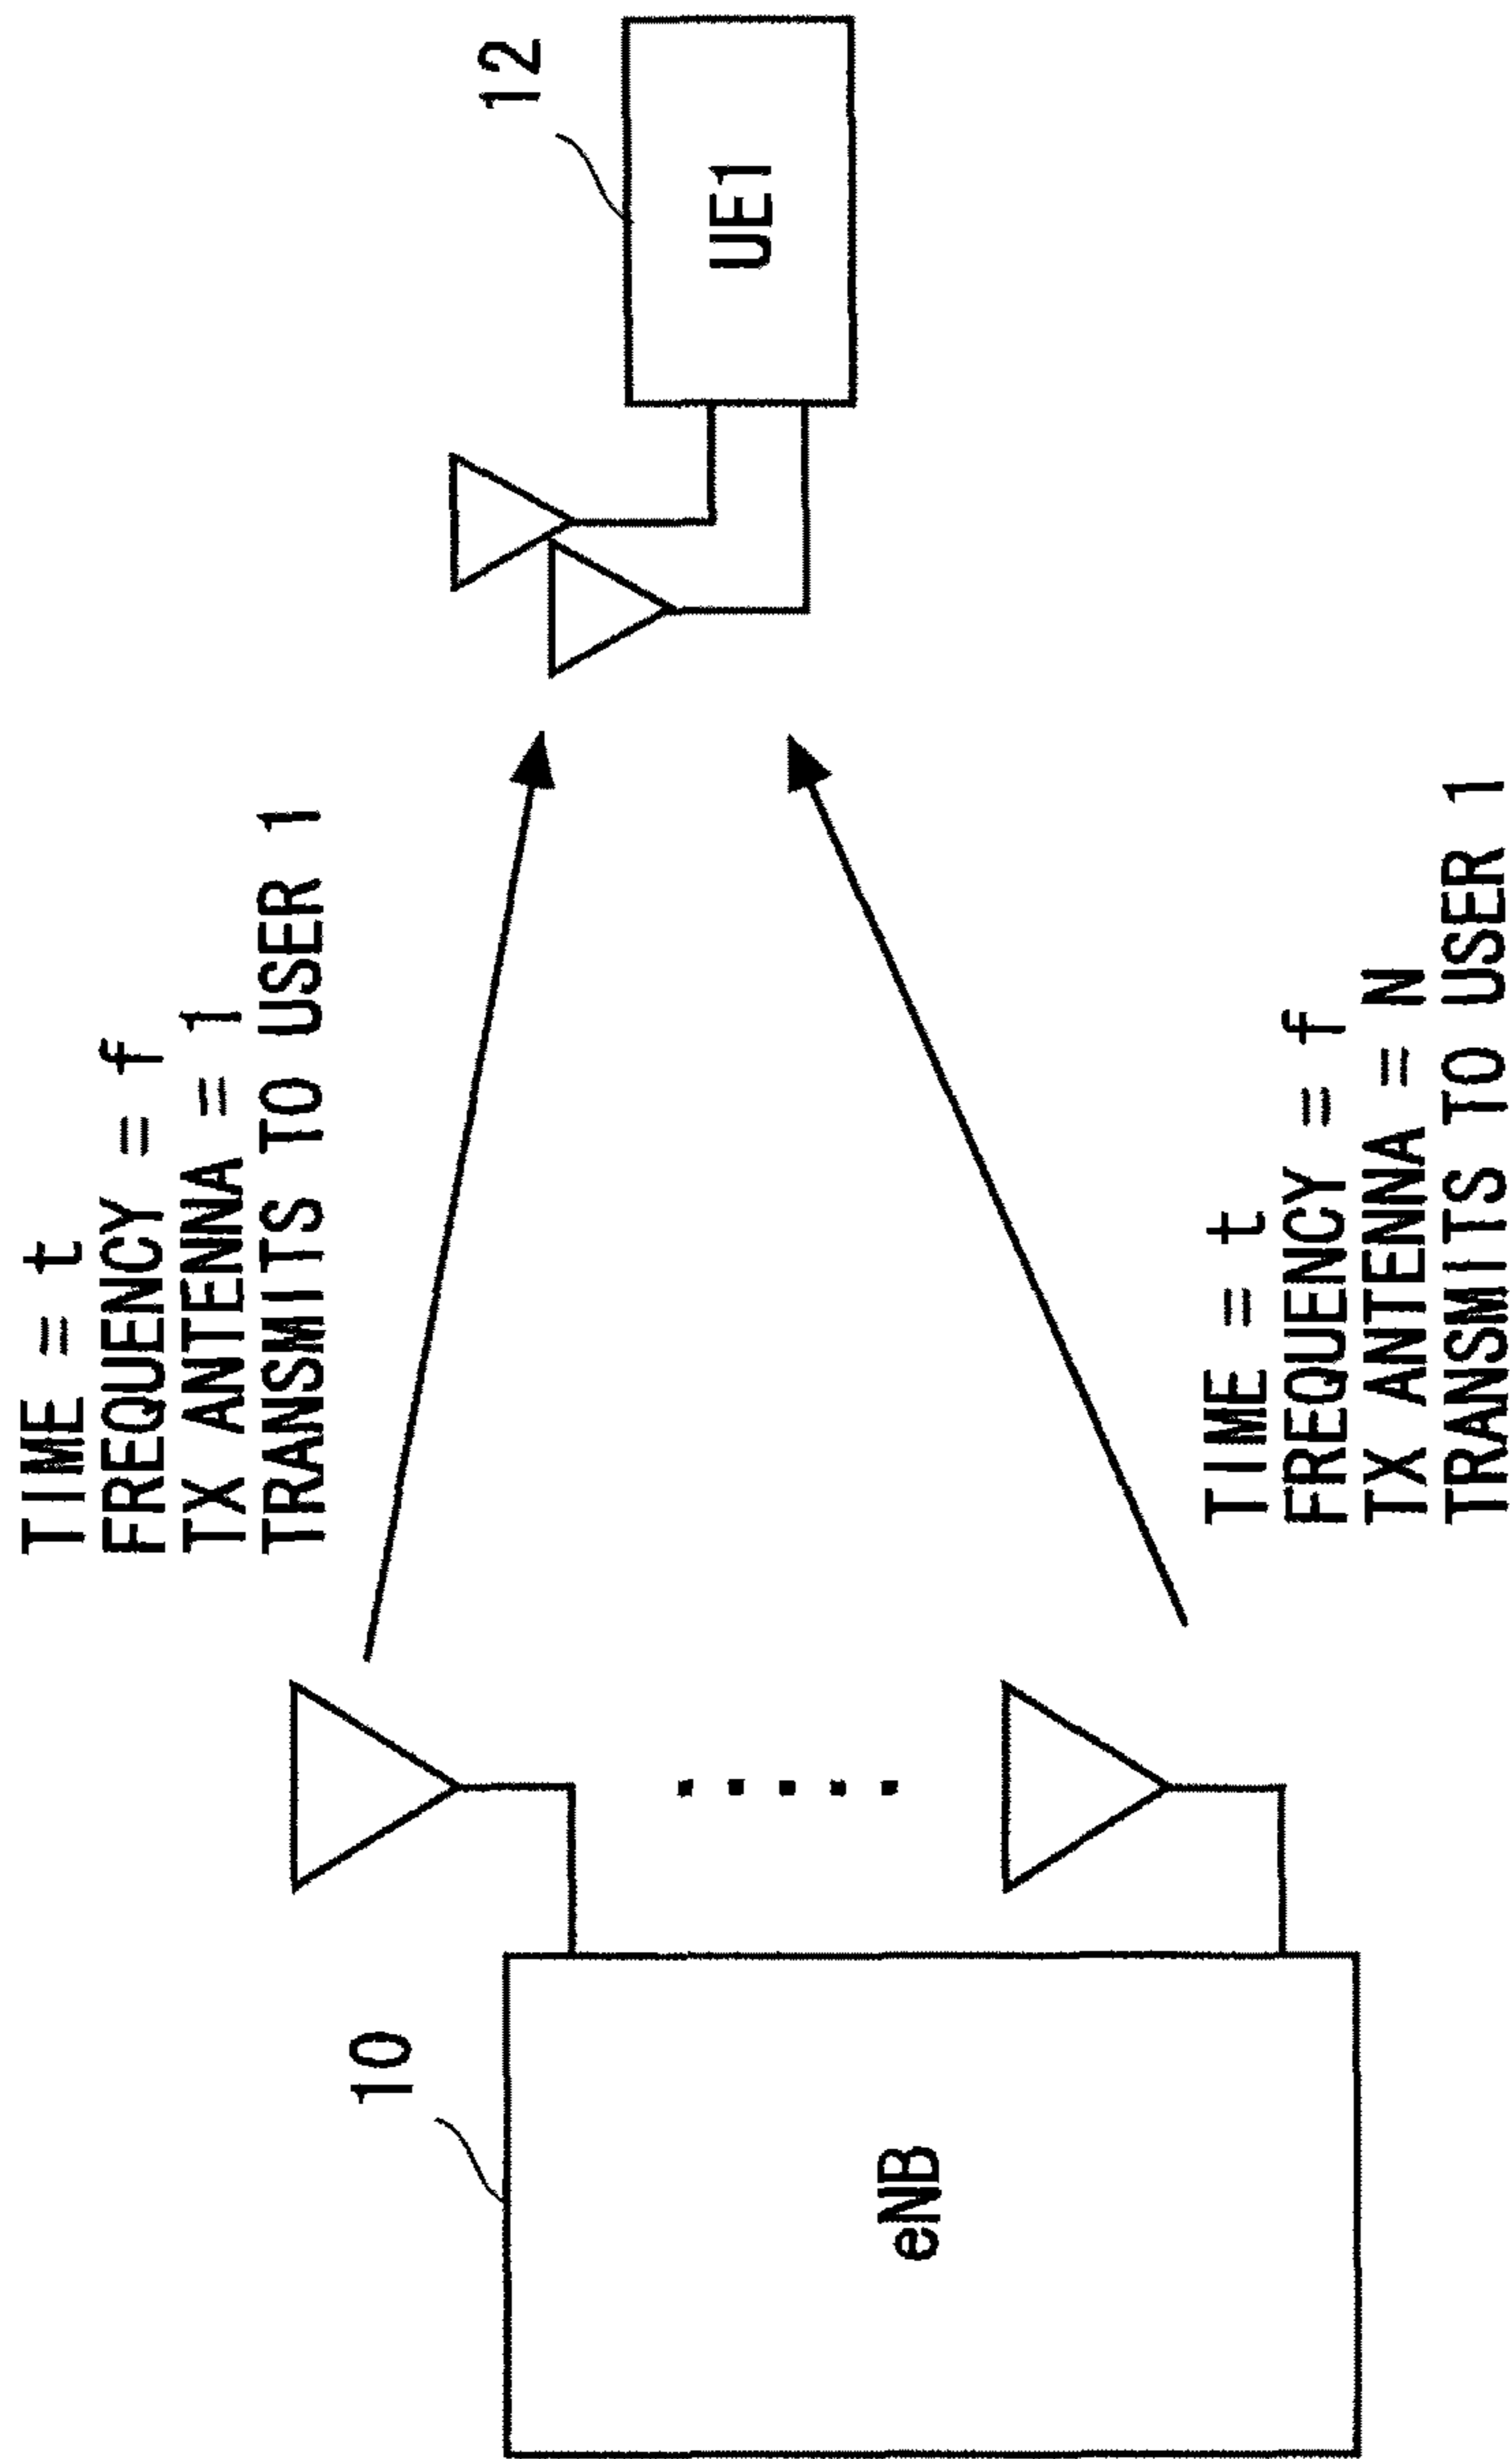 TIME = t
FREQUENCY = f
TX ANTENNA = 1
TRANSMITS TO USER 1
10
eNB
12
UE1
TIME = t
FREQUENCY = f
TX ANTENNA = N
TRANSMITS TO USER 1